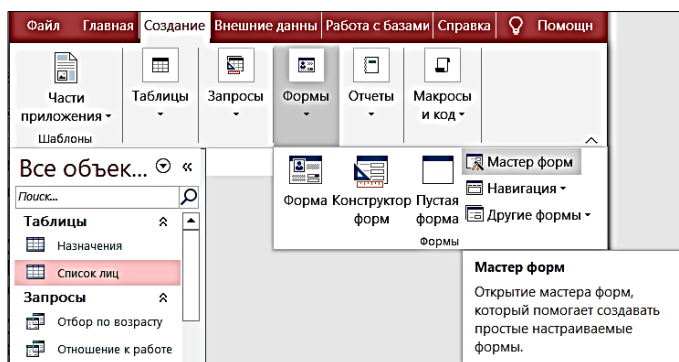 Файл Главная Создание Внешние данны Работа с базами Справка Помощн
Части приложения
Таблицы
Запросы
Формы
Отчеты
Макросы и код
Шаблоны
Все объек... «
Поиск...
Таблицы
Назначения
Список лиц
Запросы
Отбор по возрасту
Отношение к работе
Форма
Конструктор форм
Пустая форма
Мастер форм
Навигация
Другие формы
Формы
Мастер форм
Открытие мастера форм,
который помогает создавать
простые настраиваемые
формы.